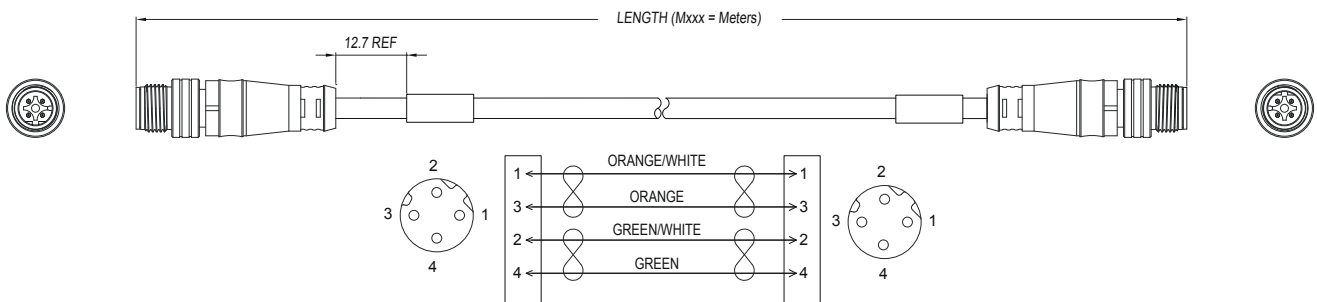 LENGTH (Mxxx = Meters)
12.7 REF
2
3 1
4
1 ORANGE/WHITE 1
3 ORANGE 3
2 GREEN/WHITE 2
4 GREEN 4
2
3 1
4